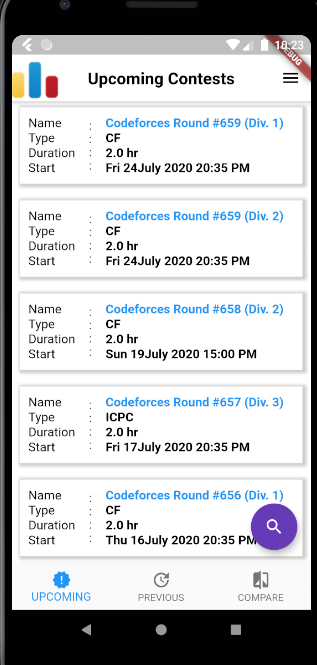 10:23
DEBUG
Upcoming Contests
Name : Codeforces Round #659 (Div. 1)
Type : CF
Duration : 2.0 hr
Start : Fri 24July 2020 20:35 PM
Name : Codeforces Round #659 (Div. 2)
Type : CF
Duration : 2.0 hr
Start : Fri 24July 2020 20:35 PM
Name : Codeforces Round #658 (Div. 2)
Type : CF
Duration : 2.0 hr
Start : Sun 19July 2020 15:00 PM
Name : Codeforces Round #657 (Div. 3)
Type : ICPC
Duration : 2.0 hr
Start : Fri 17July 2020 20:35 PM
Name : Codeforces Round #656 (Div. 1)
Type : CF
Duration : 2.0 hr
Start : Thu 16July 2020 20:35 PM
UPCOMING
PREVIOUS
COMPARE